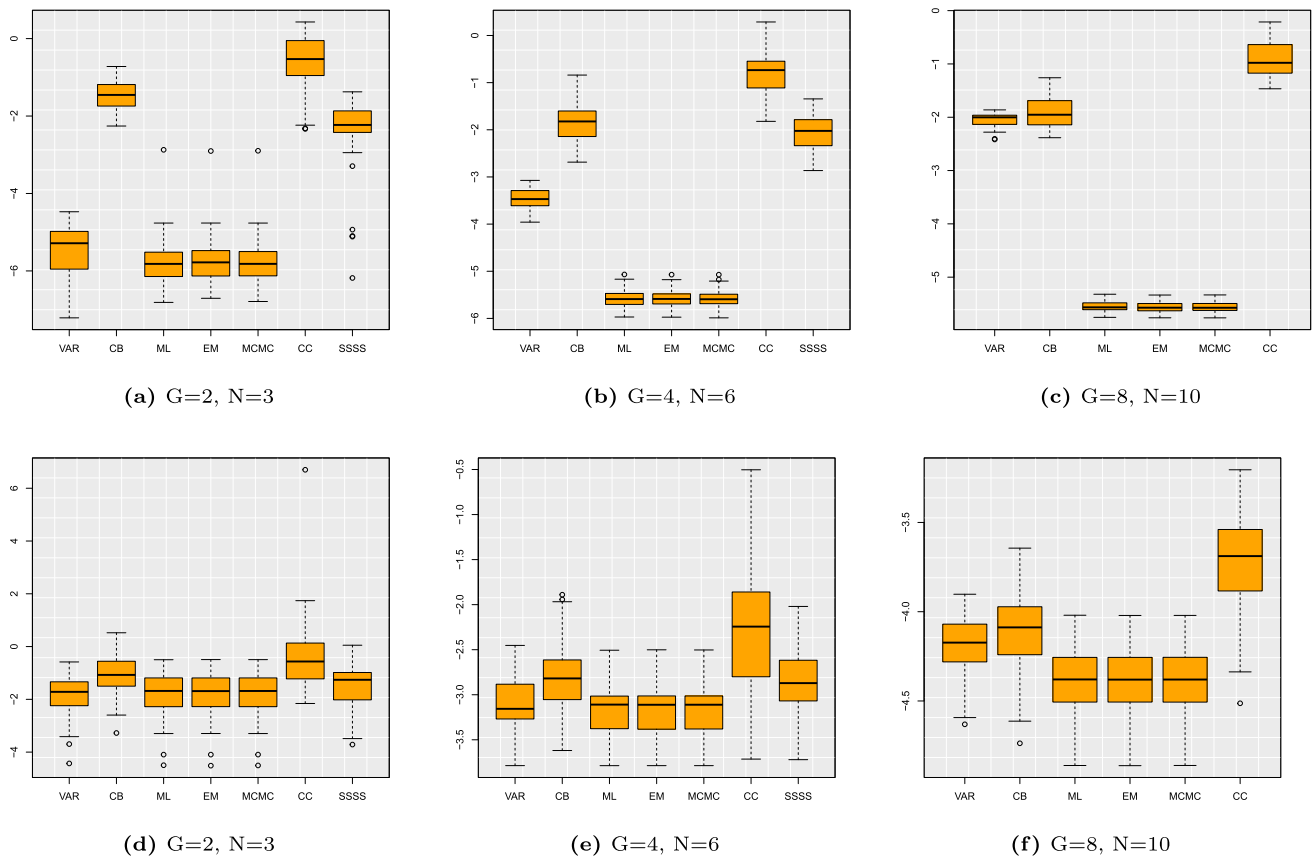 0
−2
−4
−6
VAR CB ML EM MCMC CC SSSS
(a) G=2, N=3
0
−1
−2
−3
−4
−5
−6
VAR CB ML EM MCMC CC SSSS
(b) G=4, N=6
0
−1
−2
−3
−4
−5
VAR CB ML EM MCMC CC
(c) G=8, N=10
6
4
2
0
−2
−4
VAR CB ML EM MCMC CC SSSS
(d) G=2, N=3
−0.5
−1.0
−1.5
−2.0
−2.5
−3.0
−3.5
VAR CB ML EM MCMC CC SSSS
(e) G=4, N=6
−3.5
−4.0
−4.5
VAR CB ML EM MCMC CC
(f) G=8, N=10